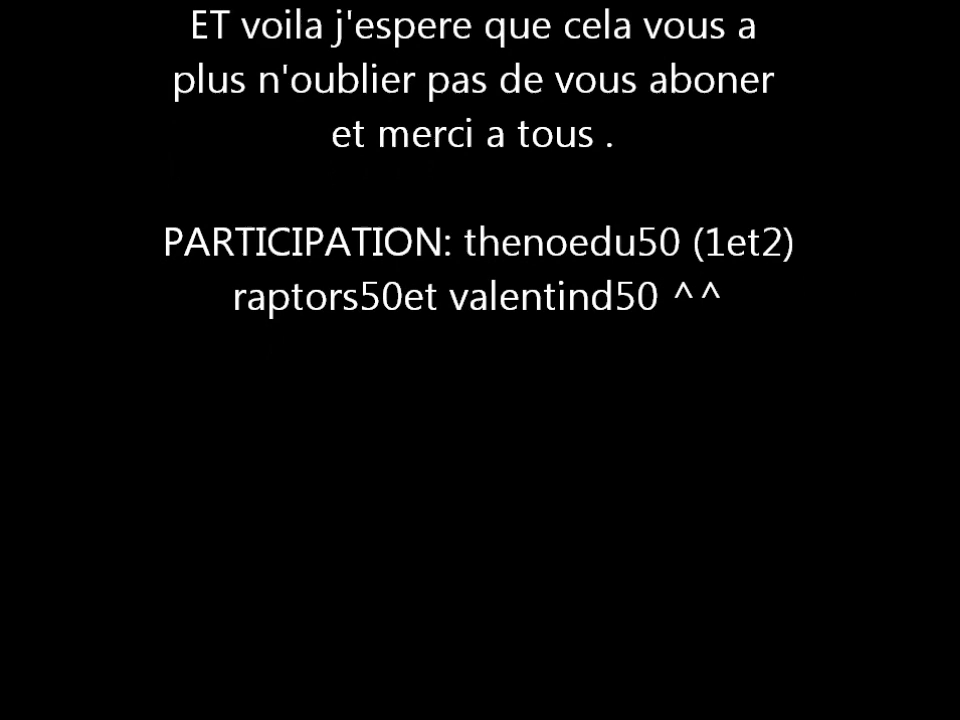 ET voila j'espere que cela vous a
plus n'oublier pas de vous aboner
et merci a tous .
PARTICIPATION: thenoedu50 (1et2)
raptors50et valentind50 ^^